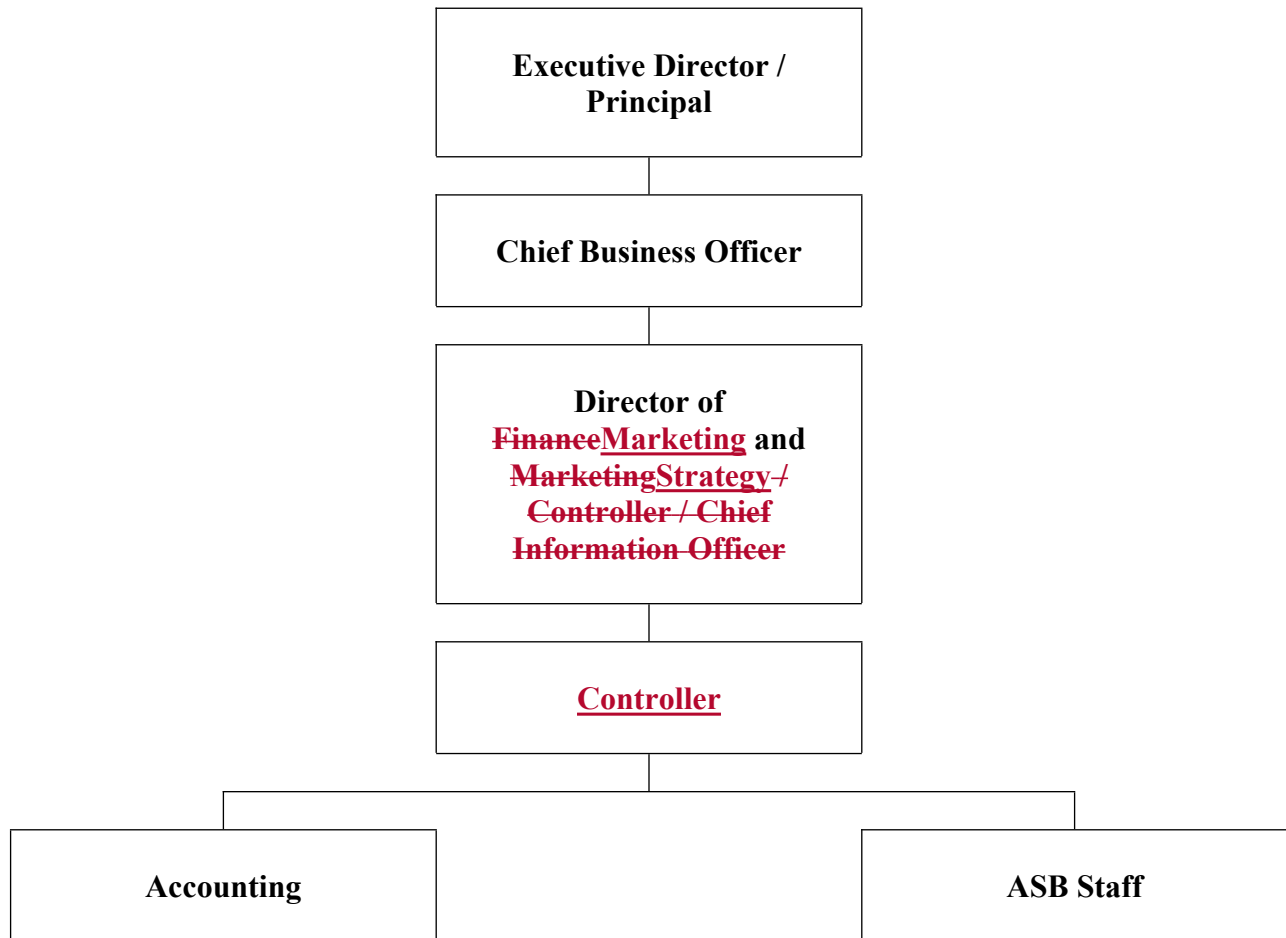 Executive Director /
Principal
Chief Business Officer
Director of
FinanceMarketing and
MarketingStrategy /
Controller / Chief
Information Officer
Controller
Accounting
ASB Staff